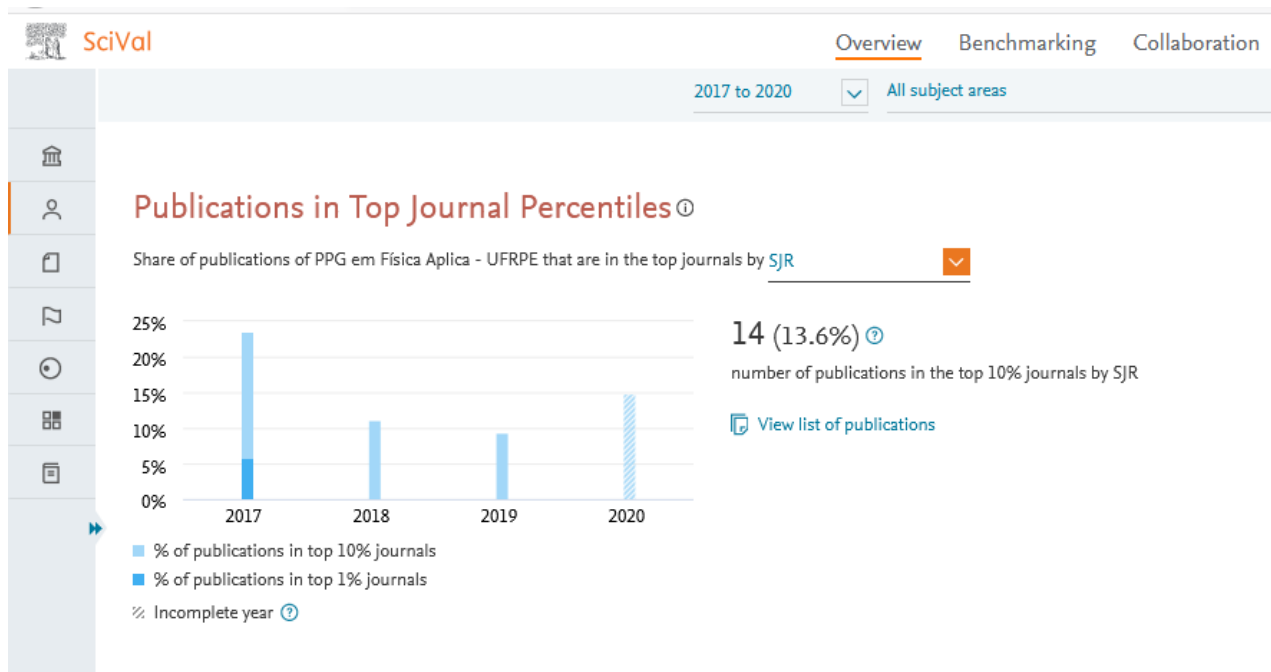 SciVal
Overview Benchmarking Collaboration
2017 to 2020 All subject areas
Publications in Top Journal Percentiles
Share of publications of PPG em Física Aplica - UFRPE that are in the top journals by SJR
25%
20%
15%
10%
5%
0%
2017 2018 2019 2020
% of publications in top 10% journals
% of publications in top 1% journals
Incomplete year
14 (13.6%)
number of publications in the top 10% journals by SJR
View list of publications